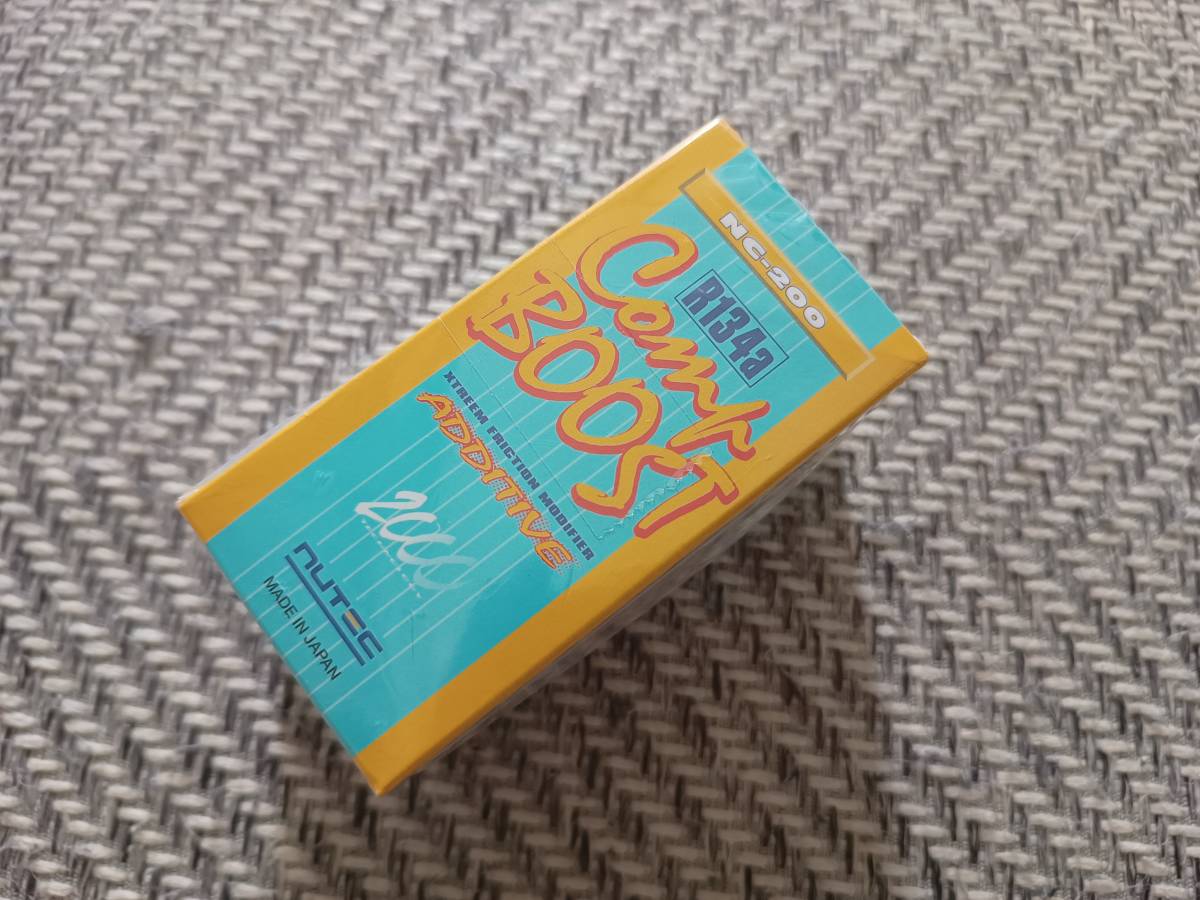 NC-200
R134a
Comp
BOOST
XTREEM FRICTION MODIFIER
ADDITIVE
2000
NUTEC
MADE IN JAPAN